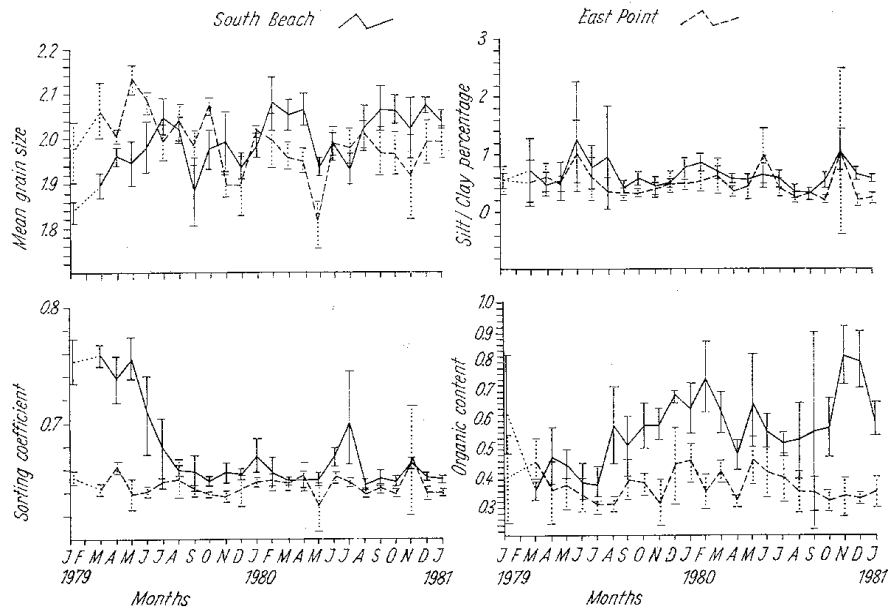 South Beach
East Point
Mean grain size
2.2
2.1
2.0
1.9
1.8
Silt / Clay percentage
3
2
1
0
Sorting coefficient
0.8
0.7
Organic content
1.0
0.9
0.8
0.7
0.6
0.5
0.4
0.3
J F M A M J J A S O N D J F M A M J J A S O N D J
1979 1980 1981
Months
J F M A M J J A S O N D J F M A M J J A S O N D J
1979 1980 1981
Months